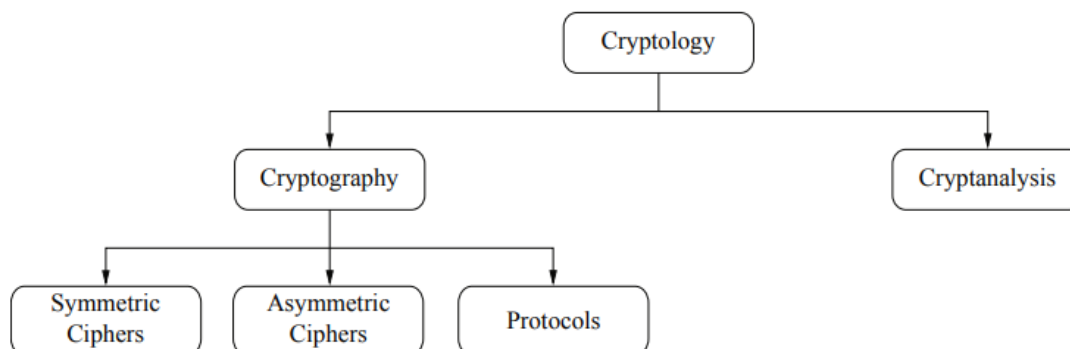 Cryptology
Cryptography
Cryptanalysis
Symmetric
Ciphers
Asymmetric
Ciphers
Protocols